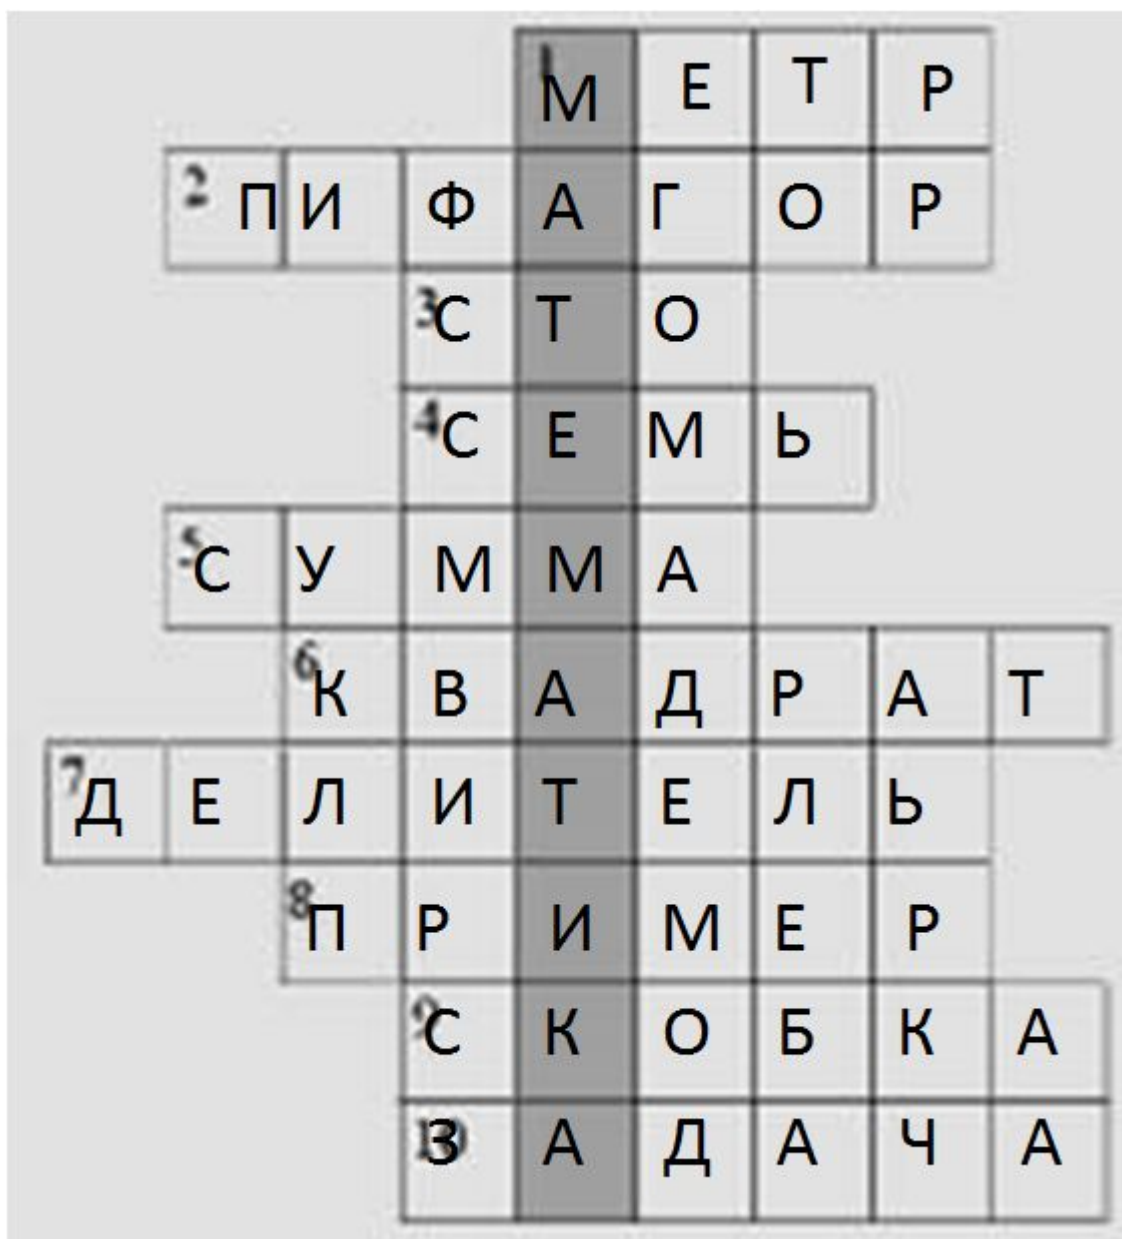 1 МЕТР
2 ПИФАГОР
3 СТО
4 СЕМЬ
5 СУММА
6 КВАДРАТ
7 ДЕЛИТЕЛЬ
8 ПРИМЕР
9 СКОБКА
10 ЗАДАЧА